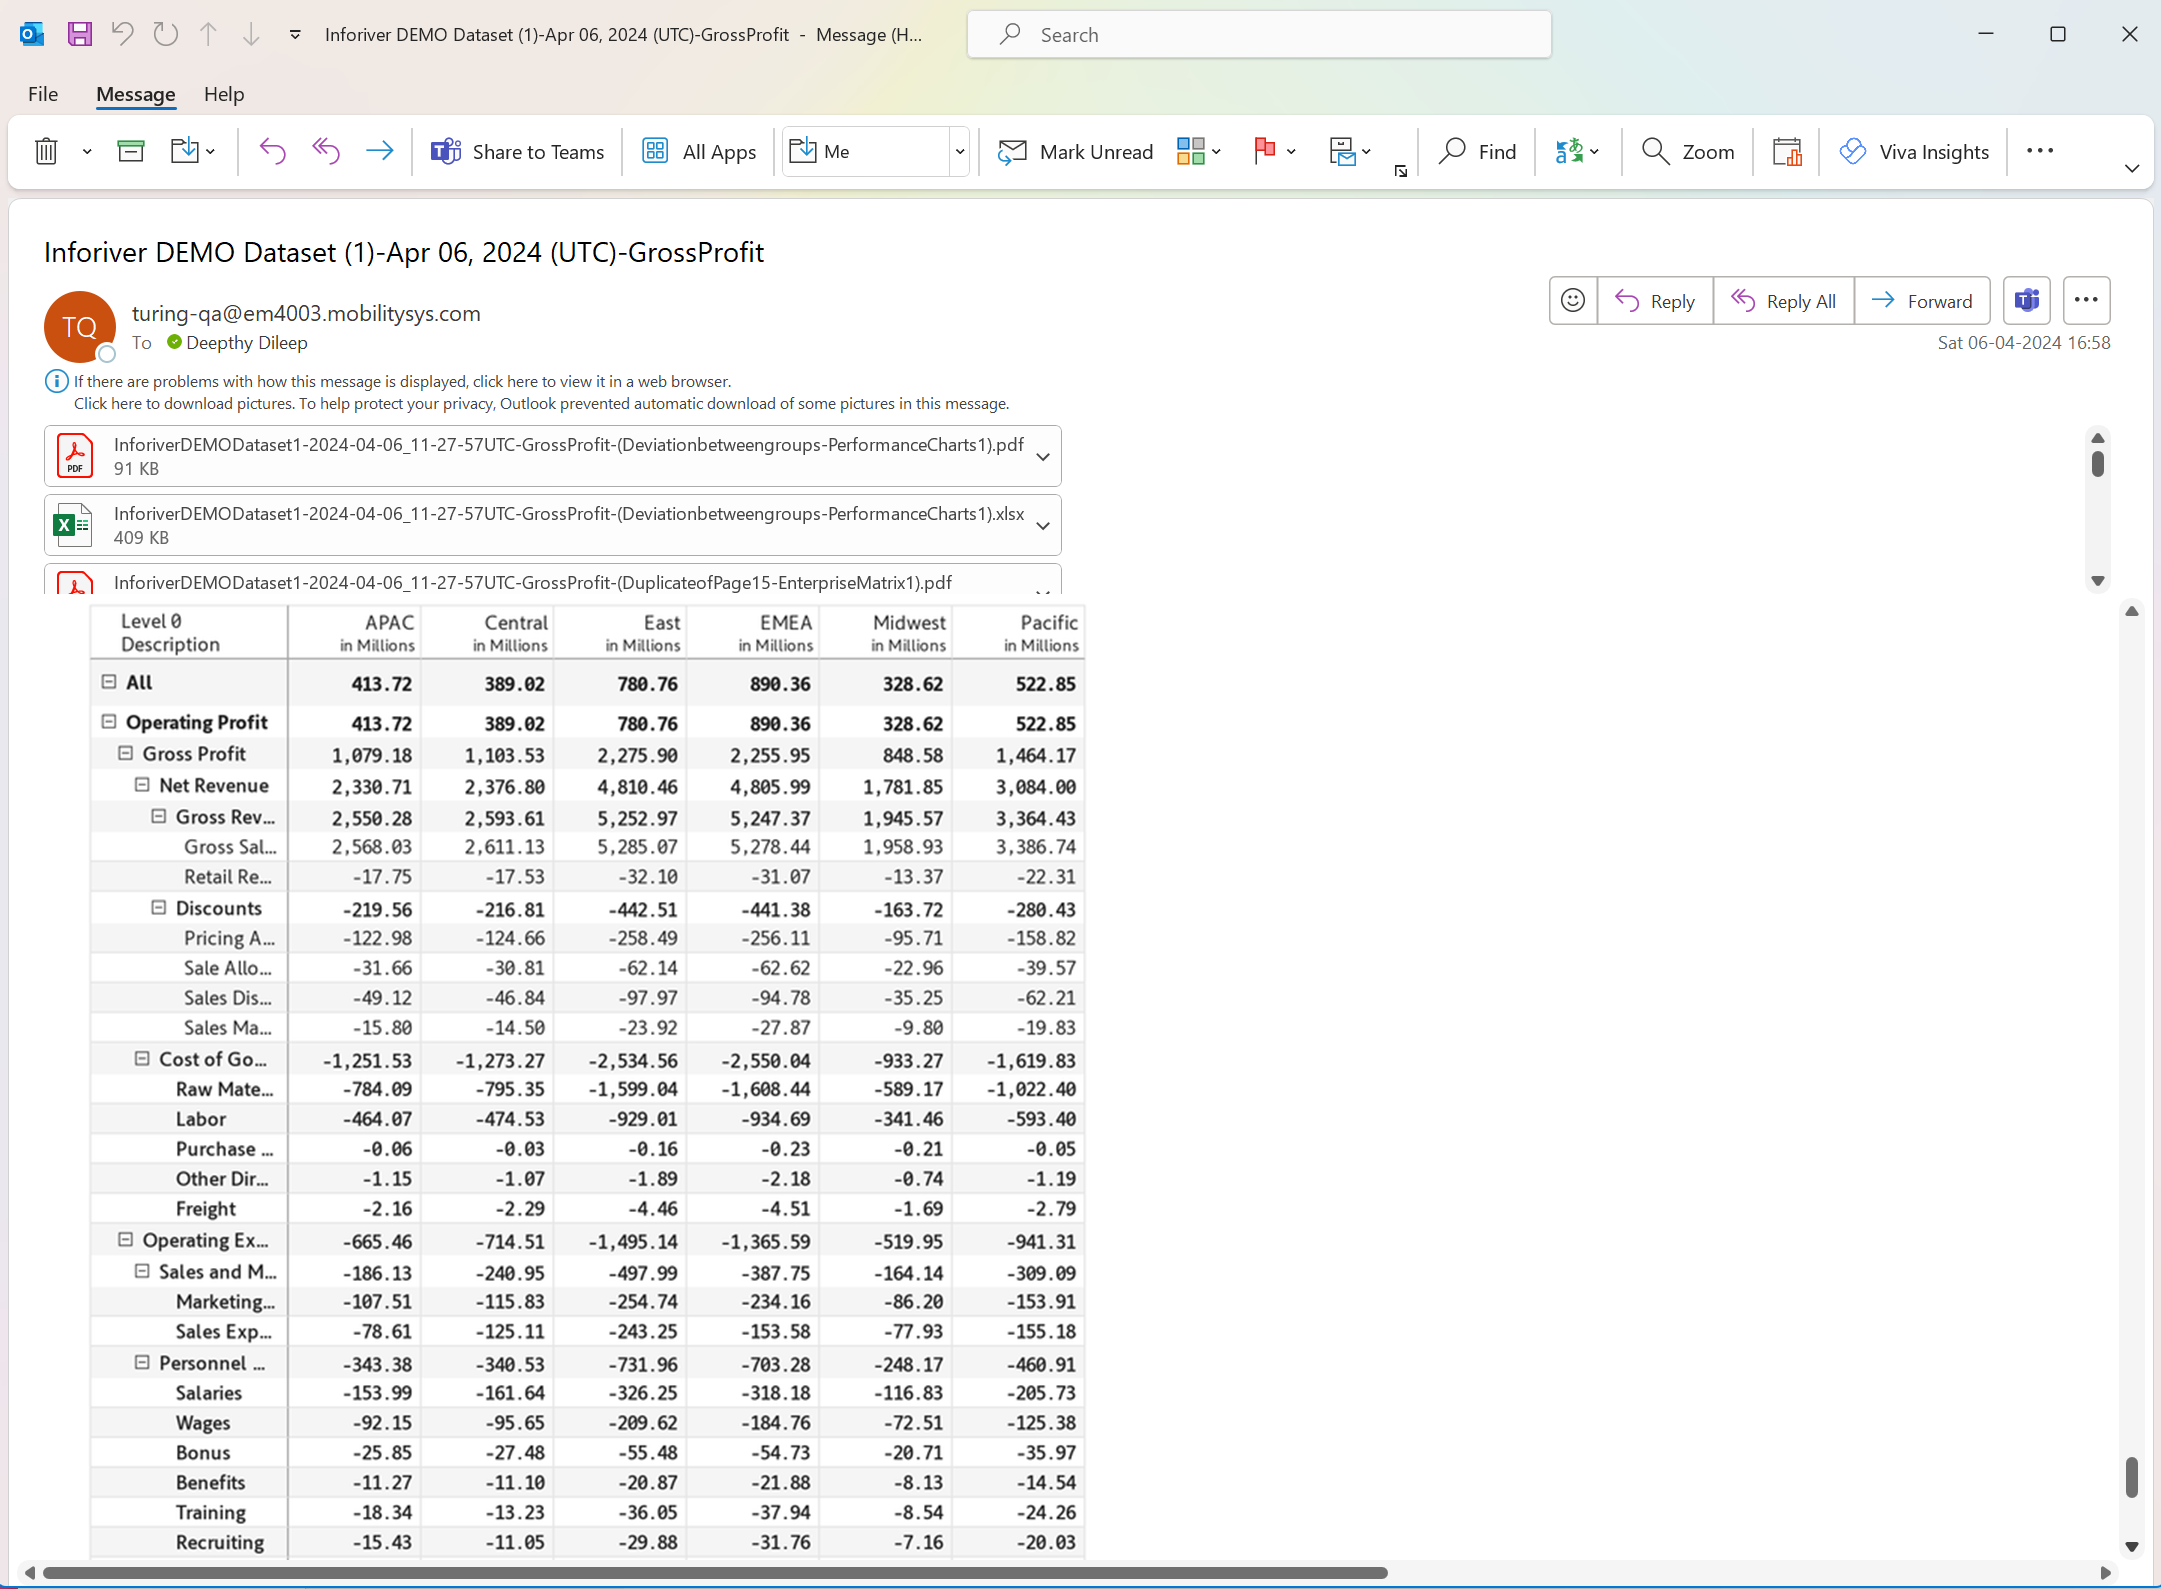 Inforiver DEMO Dataset (1)-Apr 06, 2024 (UTC)-GrossProfit - Message (H...
Search
File Message Help
Share to Teams All Apps Me Mark Unread Find Zoom Viva Insights
Inforiver DEMO Dataset (1)-Apr 06, 2024 (UTC)-GrossProfit
TQ
turing-qa@em4003.mobilitysys.com
To Deepthy Dileep
Reply Reply All Forward
Sat 06-04-2024 16:58
If there are problems with how this message is displayed, click here to view it in a web browser.
Click here to download pictures. To help protect your privacy, Outlook prevented automatic download of some pictures in this message.
PDF
InforiverDEMODataset1-2024-04-06_11-27-57UTC-GrossProfit-(Deviationbetweengroups-PerformanceCharts1).pdf
91 KB
InforiverDEMODataset1-2024-04-06_11-27-57UTC-GrossProfit-(Deviationbetweengroups-PerformanceCharts1).xlsx
409 KB
InforiverDEMODataset1-2024-04-06_11-27-57UTC-GrossProfit-(DuplicateofPage15-EnterpriseMatrix1).pdf
Level 0 APAC Central East EMEA Midwest Pacific
Description in Millions in Millions in Millions in Millions in Millions in Millions
All 413.72 389.02 780.76 890.36 328.62 522.85
Operating Profit 413.72 389.02 780.76 890.36 328.62 522.85
Gross Profit 1,079.18 1,103.53 2,275.90 2,255.95 848.58 1,464.17
Net Revenue 2,330.71 2,376.80 4,810.46 4,805.99 1,781.85 3,084.00
Gross Rev... 2,550.28 2,593.61 5,252.97 5,247.37 1,945.57 3,364.43
Gross Sal... 2,568.03 2,611.13 5,285.07 5,278.44 1,958.93 3,386.74
Retail Re... -17.75 -17.53 -32.10 -31.07 -13.37 -22.31
Discounts -219.56 -216.81 -442.51 -441.38 -163.72 -280.43
Pricing A... -122.98 -124.66 -258.49 -256.11 -95.71 -158.82
Sale Allo... -31.66 -30.81 -62.14 -62.62 -22.96 -39.57
Sales Dis... -49.12 -46.84 -97.97 -94.78 -35.25 -62.21
Sales Ma... -15.80 -14.50 -23.92 -27.87 -9.80 -19.83
Cost of Go... -1,251.53 -1,273.27 -2,534.56 -2,550.04 -933.27 -1,619.83
Raw Mate... -784.09 -795.35 -1,599.04 -1,608.44 -589.17 -1,022.40
Labor -464.07 -474.53 -929.01 -934.69 -341.46 -593.40
Purchase ... -0.06 -0.03 -0.16 -0.23 -0.21 -0.05
Other Dir... -1.15 -1.07 -1.89 -2.18 -0.74 -1.19
Freight -2.16 -2.29 -4.46 -4.51 -1.69 -2.79
Operating Ex... -665.46 -714.51 -1,495.14 -1,365.59 -519.95 -941.31
Sales and M... -186.13 -240.95 -497.99 -387.75 -164.14 -309.09
Marketing... -107.51 -115.83 -254.74 -234.16 -86.20 -153.91
Sales Exp... -78.61 -125.11 -243.25 -153.58 -77.93 -155.18
Personnel ... -343.38 -340.53 -731.96 -703.28 -248.17 -460.91
Salaries -153.99 -161.64 -326.25 -318.18 -116.83 -205.73
Wages -92.15 -95.65 -209.62 -184.76 -72.51 -125.38
Bonus -25.85 -27.48 -55.48 -54.73 -20.71 -35.97
Benefits -11.27 -11.10 -20.87 -21.88 -8.13 -14.54
Training -18.34 -13.23 -36.05 -37.94 -8.54 -24.26
Recruiting -15.43 -11.05 -29.88 -31.76 -7.16 -20.03